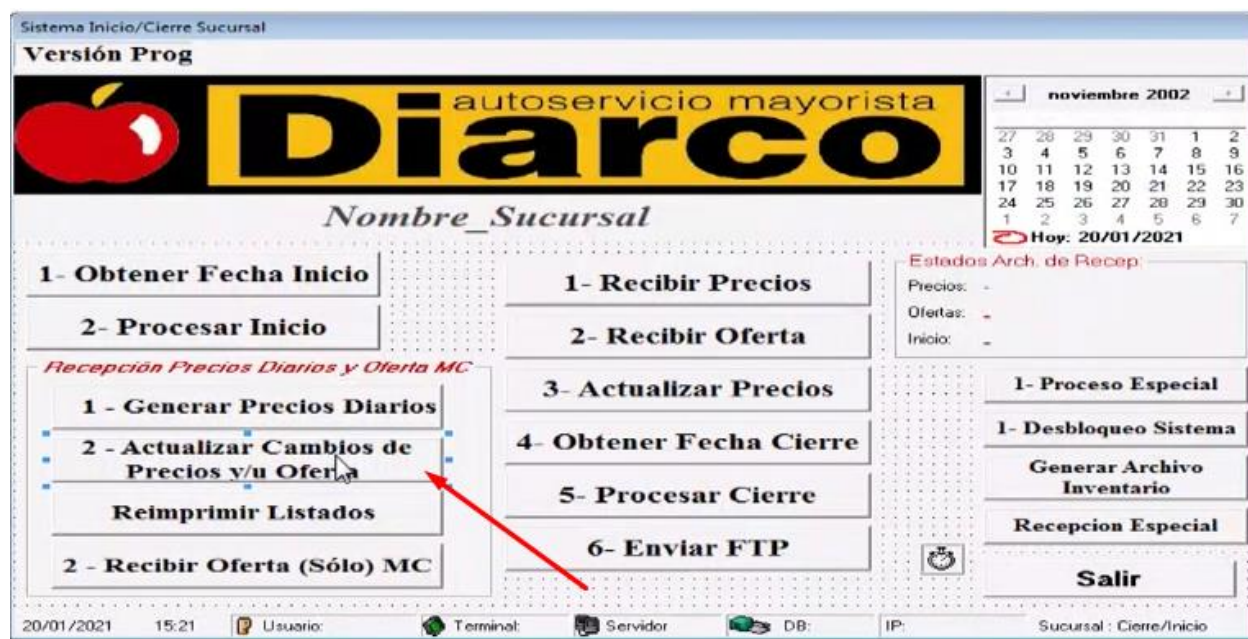 Sistema Inicio/Cierre Sucursal
Versión Prog
autoservicio mayorista
Diarco
Nombre_Sucursal
noviembre 2002
27 28 29 30 31 1 2
3 4 5 6 7 8 9
10 11 12 13 14 15 16
17 18 19 20 21 22 23
24 25 26 27 28 29 30
1 2 3 4 5 6 7
Hoy: 20/01/2021
1- Obtener Fecha Inicio
2- Procesar Inicio
Recepción Precios Diarios y Oferta MC
1 - Generar Precios Diarios
2 - Actualizar Cambios de
Precios y/u Oferta
Reimprimir Listados
2 - Recibir Oferta (Sólo) MC
1- Recibir Precios
2- Recibir Oferta
3- Actualizar Precios
4- Obtener Fecha Cierre
5- Procesar Cierre
6- Enviar FTP
Estados Arch. de Recep:
Precios: -
Ofertas: -
Inicio: -
1- Proceso Especial
1- Desbloqueo Sistema
Generar Archivo
Inventario
Recepcion Especial
Salir
20/01/2021 15:21 Usuario: Terminal: Servidor DB: IP: Sucursal : Cierre/Inicio